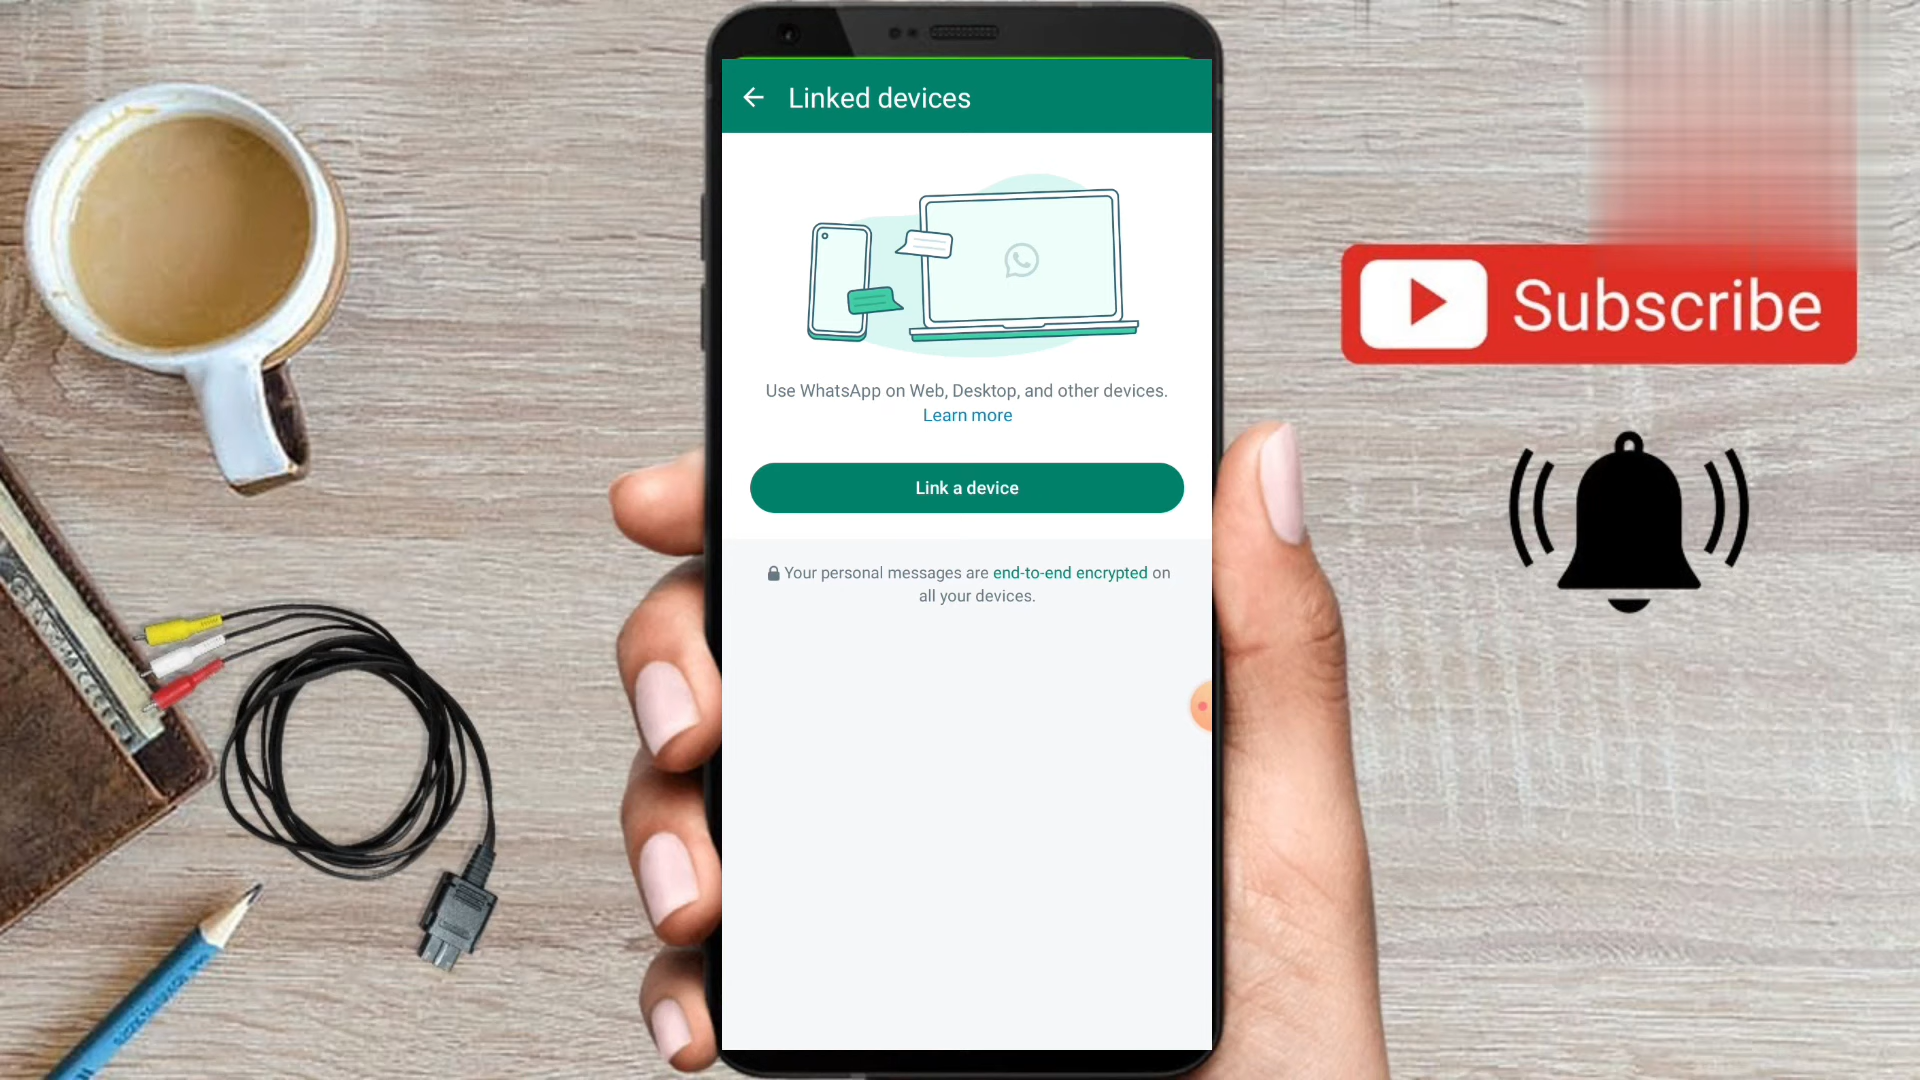 Linked devices
Use WhatsApp on Web, Desktop, and other devices.
Learn more
Link a device
Your personal messages are end-to-end encrypted on
all your devices.
Subscribe